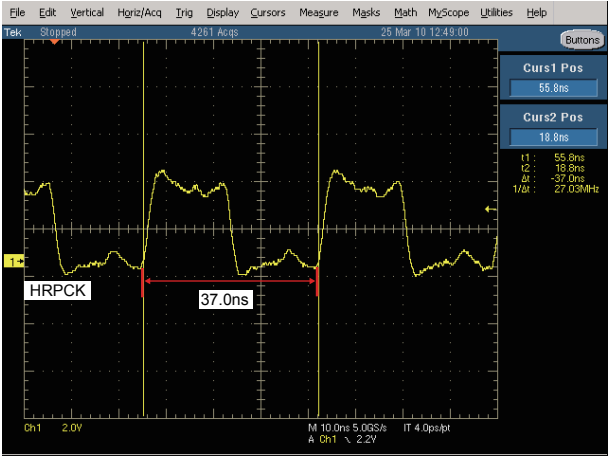 File Edit Vertical Horiz/Acq Trig Display Cursors Measure Masks Math MyScope Utilities Help
Tek Stopped 4261 Acqs 25 Mar 10 12:49:00
Buttons
Curs1 Pos
55.8ns
Curs2 Pos
18.8ns
t1 : 55.8ns
t2 : 18.8ns
Δt : -37.0ns
1/Δt : 27.03MHz
1
HRPCK
37.0ns
Ch1 2.0V M 10.0ns 5.0GS/s IT 4.0ps/pt
A Ch1 ∖ 2.2V